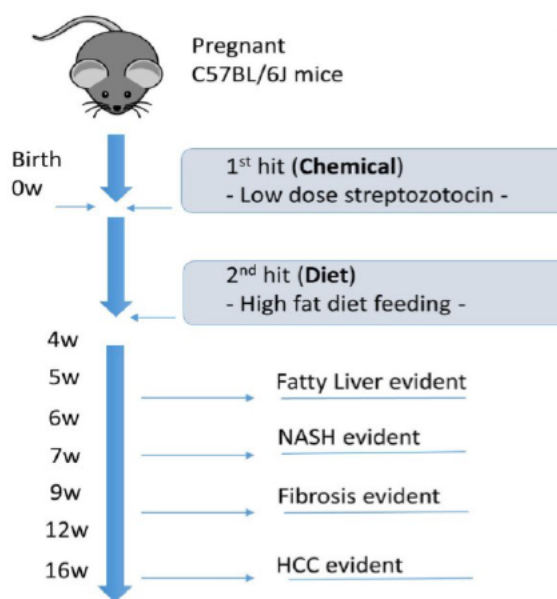 Pregnant
C57BL/6J mice
Birth
0w
1st hit (Chemical)
- Low dose streptozotocin -
2nd hit (Diet)
- High fat diet feeding -
4w
5w
Fatty Liver evident
6w
NASH evident
7w
9w
Fibrosis evident
12w
16w
HCC evident